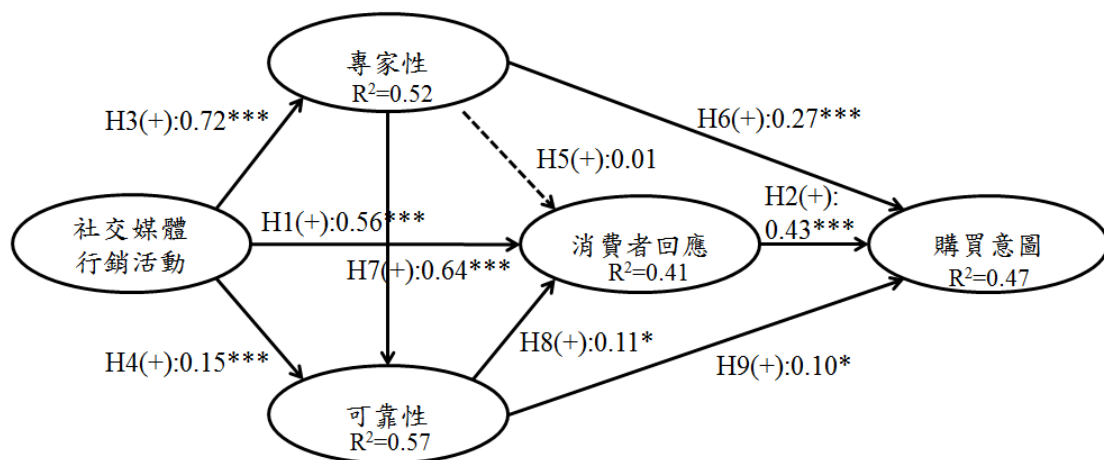 專家性
R²=0.52
H3(+):0.72***
H6(+):0.27***
H5(+):0.01
社交媒體
行銷活動
H1(+):0.56***
H7(+):0.64***
消費者回應
R²=0.41
H2(+):
0.43***
購買意圖
R²=0.47
H4(+):0.15***
H8(+):0.11*
H9(+):0.10*
可靠性
R²=0.57